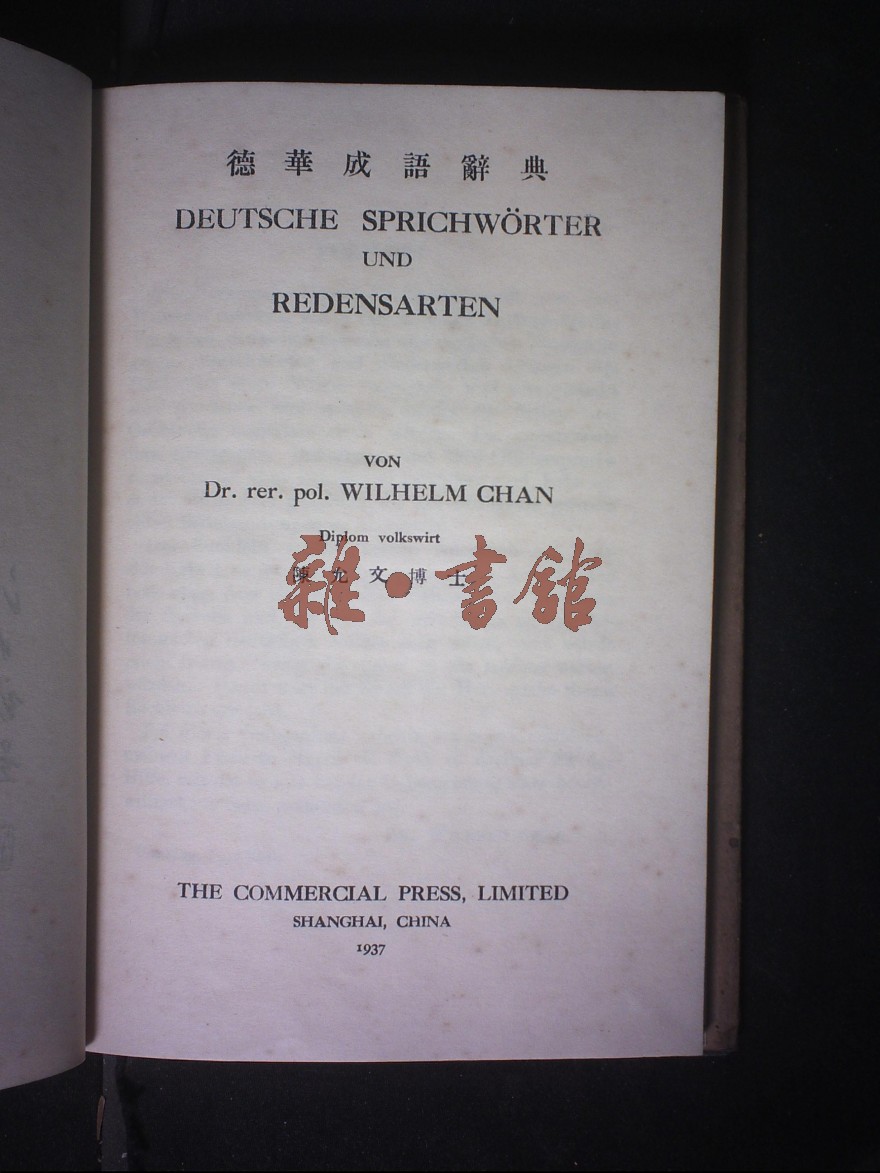 德華成語辭典
DEUTSCHE SPRICHWÖRTER
UND
REDENSARTEN
VON
Dr. rer. pol. WILHELM CHAN
Diplom volkswirt
陳允文博士
雜·書館
THE COMMERCIAL PRESS, LIMITED
SHANGHAI, CHINA
1937